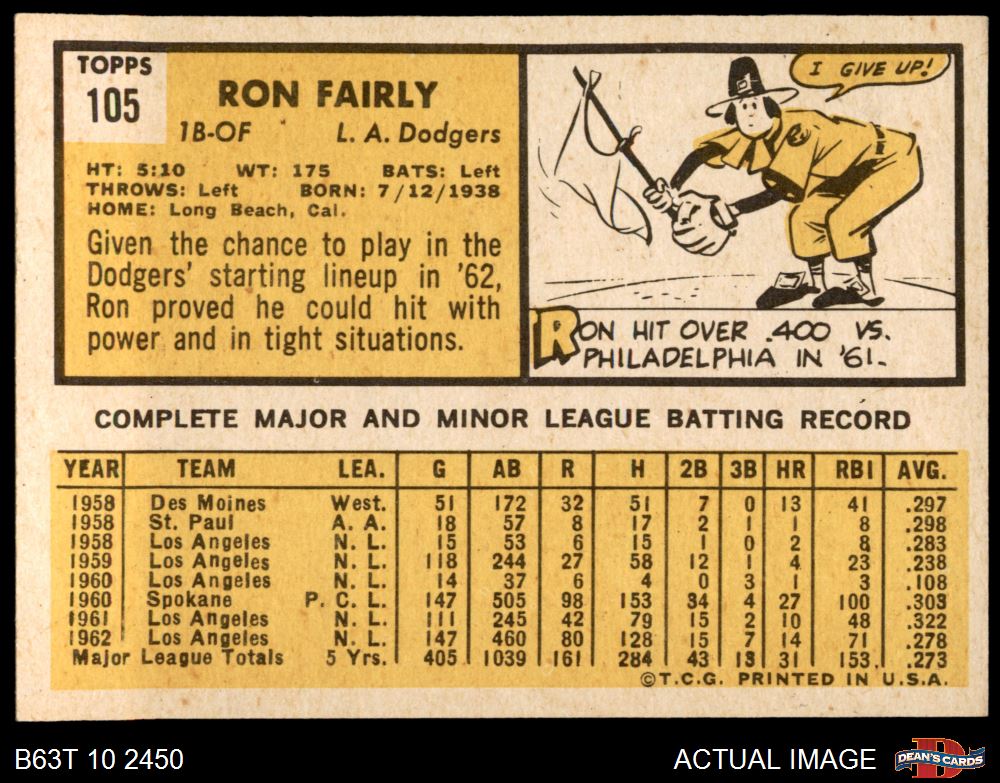 TOPPS
105
RON FAIRLY
1B-OF L. A. Dodgers
HT: 5:10 WT: 175 BATS: Left
THROWS: Left BORN: 7/12/1938
HOME: Long Beach, Cal.
Given the chance to play in the
Dodgers' starting lineup in '62,
Ron proved he could hit with
power and in tight situations.
I GIVE UP!
RON HIT OVER .400 VS.
PHILADELPHIA IN '61.
COMPLETE MAJOR AND MINOR LEAGUE BATTING RECORD
YEAR TEAM LEA. G AB R H 2B 3B HR RBI AVG.
1958 Des Moines West. 51 172 32 51 7 0 13 41 .297
1958 St. Paul A. A. 18 57 8 17 2 1 1 8 .298
1958 Los Angeles N. L. 15 53 6 15 1 0 2 8 .283
1959 Los Angeles N. L. 118 244 27 58 12 1 4 23 .238
1960 Los Angeles N. L. 14 37 6 4 0 3 1 3 .108
1960 Spokane P. C. L. 147 505 98 153 34 4 27 100 .303
1961 Los Angeles N. L. 111 245 42 79 15 2 10 48 .322
1962 Los Angeles N. L. 147 460 80 128 15 7 14 71 .278
Major League Totals 5 Yrs. 405 1039 161 284 43 13 31 153 .273
©T.C.G. PRINTED IN U.S.A.
B63T 10 2450 ACTUAL IMAGE DEAN'S CARDS